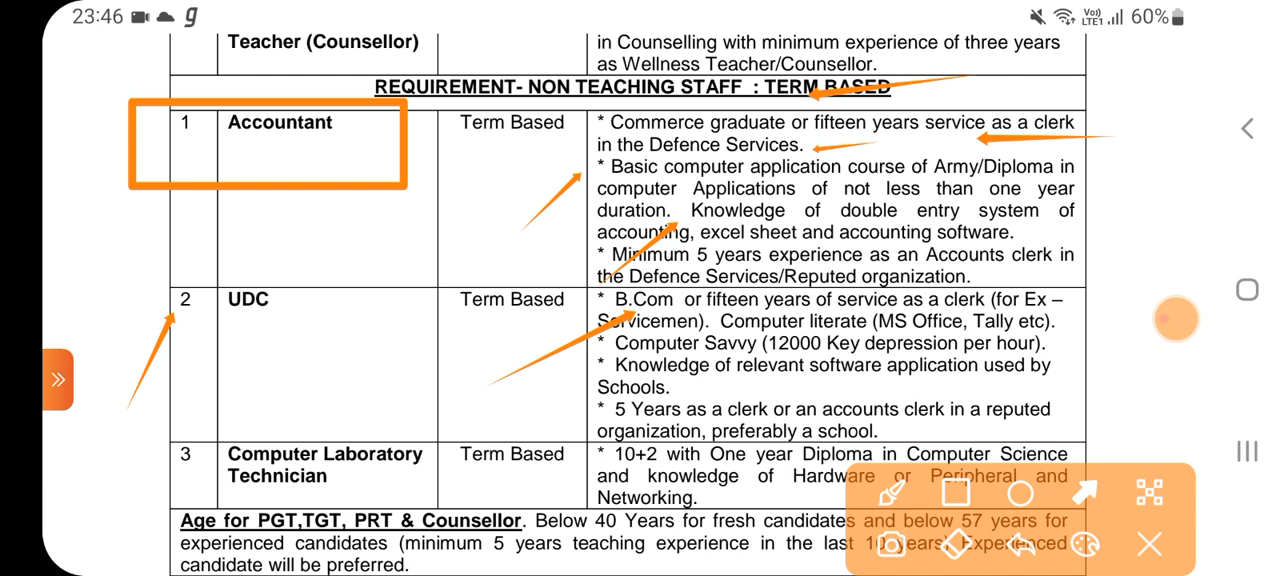 23:46 g Vo)) LTE1 60%
Teacher (Counsellor) in Counselling with minimum experience of three years
as Wellness Teacher/Counsellor.
REQUIREMENT- NON TEACHING STAFF : TERM BASED
1 Accountant Term Based * Commerce graduate or fifteen years service as a clerk
in the Defence Services.
* Basic computer application course of Army/Diploma in
computer Applications of not less than one year
duration. Knowledge of double entry system of
accounting, excel sheet and accounting software.
* Minimum 5 years experience as an Accounts clerk in
the Defence Services/Reputed organization.
2 UDC Term Based * B.Com or fifteen years of service as a clerk (for Ex –
Servicemen). Computer literate (MS Office, Tally etc).
* Computer Savvy (12000 Key depression per hour).
* Knowledge of relevant software application used by
Schools.
* 5 Years as a clerk or an accounts clerk in a reputed
organization, preferably a school.
3 Computer Laboratory Term Based * 10+2 with One year Diploma in Computer Science
Technician and knowledge of Hardware or Peripheral and
Networking.
Age for PGT,TGT, PRT & Counsellor. Below 40 Years for fresh candidates and below 57 years for
experienced candidates (minimum 5 years teaching experience in the last 10 years) Experienced
candidate will be preferred.